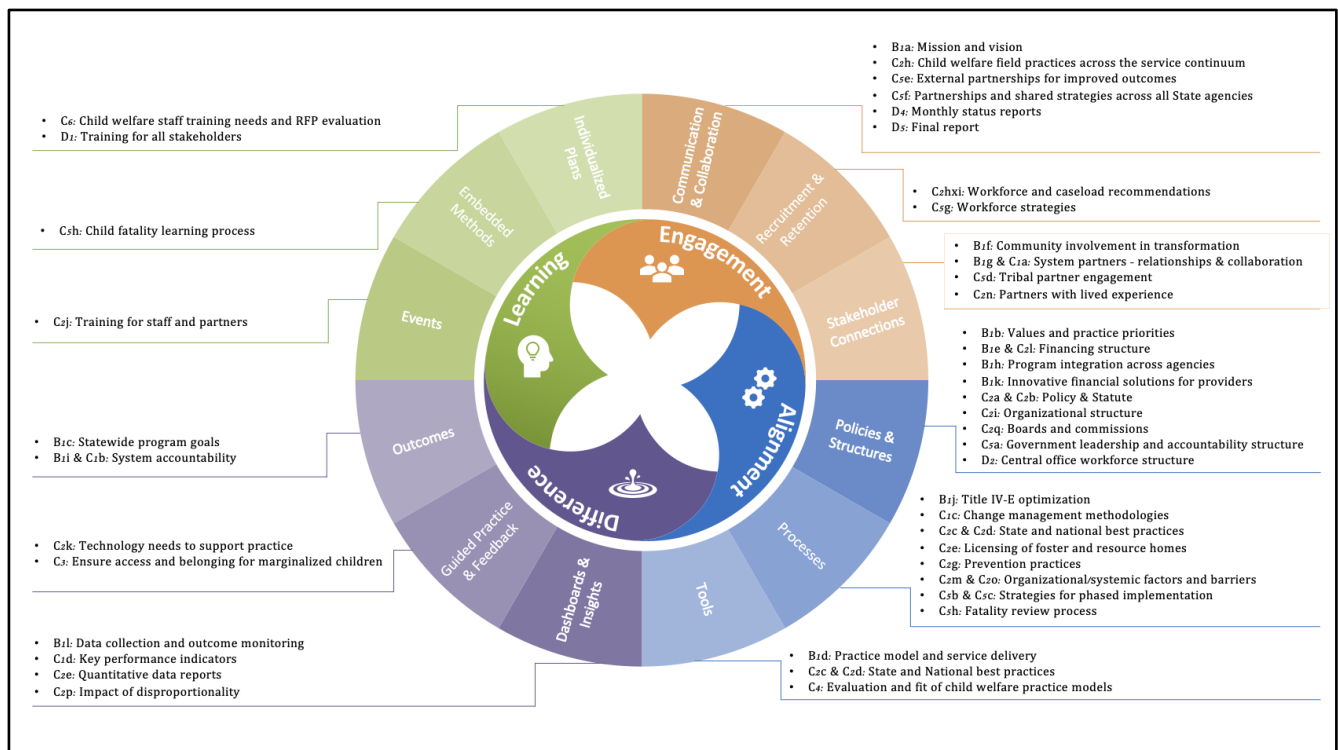 • B1a: Mission and vision
• C2h: Child welfare field practices across the service continuum
• C5e: External partnerships for improved outcomes
• C5f: Partnerships and shared strategies across all State agencies
• D4: Monthly status reports
• D5: Final report
• C6: Child welfare staff training needs and RFP evaluation
• D1: Training for all stakeholders
• C2hxi: Workforce and caseload recommendations
• C5g: Workforce strategies
• C5h: Child fatality learning process
• B1f: Community involvement in transformation
• B1g & C1a: System partners - relationships & collaboration
• C5d: Tribal partner engagement
• C2n: Partners with lived experience
• C2j: Training for staff and partners
• B1b: Values and practice priorities
• B1e & C2l: Financing structure
• B1h: Program integration across agencies
• B1k: Innovative financial solutions for providers
• C2a & C2b: Policy & Statute
• C2i: Organizational structure
• C2q: Boards and commissions
• C5a: Government leadership and accountability structure
• D2: Central office workforce structure
• B1c: Statewide program goals
• B1i & C1b: System accountability
• B1j: Title IV-E optimization
• C1c: Change management methodologies
• C2c & C2d: State and national best practices
• C2e: Licensing of foster and resource homes
• C2g: Prevention practices
• C2m & C2o: Organizational/systemic factors and barriers
• C5b & C5c: Strategies for phased implementation
• C5h: Fatality review process
• C2k: Technology needs to support practice
• C3: Ensure access and belonging for marginalized children
• B1l: Data collection and outcome monitoring
• C1d: Key performance indicators
• C2e: Quantitative data reports
• C2p: Impact of disproportionality
• B1d: Practice model and service delivery
• C2c & C2d: State and National best practices
• C4: Evaluation and fit of child welfare practice models
Individualized
Plans
Communication
& Collaboration
Embedded
Methods
Recruitment &
Retention
Events
Stakeholder
Connections
Outcomes
Policies &
Structures
Guided Practice
& Feedback
Processes
Dashboards &
Insights
Tools
Learning
Engagement
Alignment
Difference